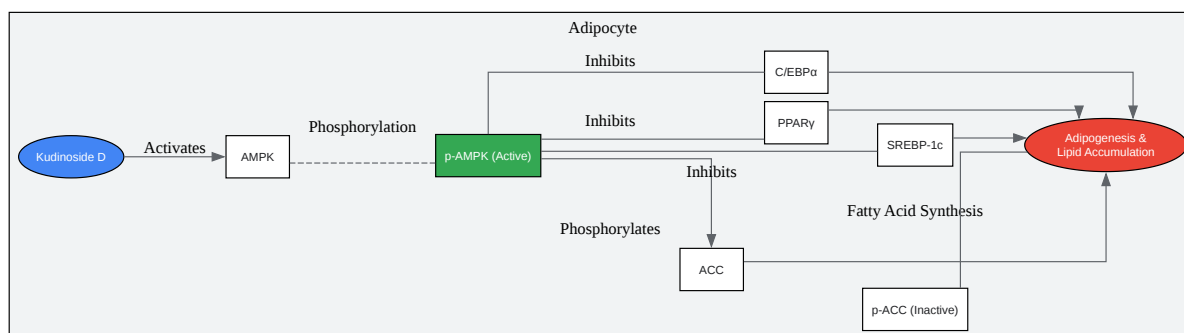 Adipocyte
Inhibits
C/EBPα
Inhibits
PPARγ
Phosphorylation
Activates
Kudinoside D
AMPK
p-AMPK (Active)
SREBP-1c
Adipogenesis &
Lipid Accumulation
Inhibits
Fatty Acid Synthesis
Phosphorylates
ACC
p-ACC (Inactive)